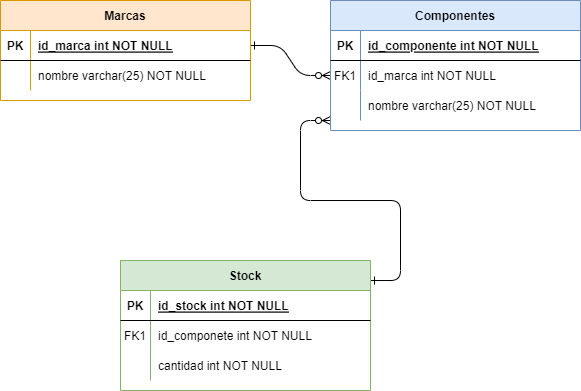 Marcas
PK id_marca int NOT NULL
nombre varchar(25) NOT NULL
Componentes
PK id_componente int NOT NULL
FK1 id_marca int NOT NULL
nombre varchar(25) NOT NULL
Stock
PK id_stock int NOT NULL
FK1 id_componete int NOT NULL
cantidad int NOT NULL